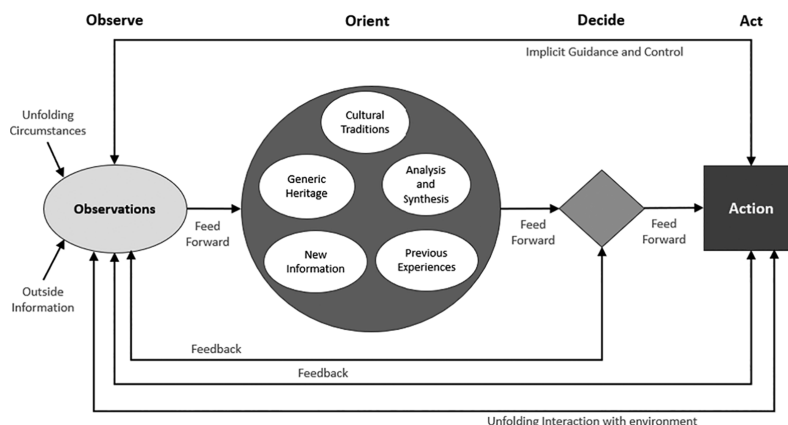 Observe
Orient
Decide
Act
Implicit Guidance and Control
Unfolding
Circumstances
Cultural
Traditions
Generic
Heritage
Analysis
and
Synthesis
Observations
Feed
Forward
Feed
Forward
Feed
Forward
Action
New
Information
Previous
Experiences
Outside
Information
Feedback
Feedback
Unfolding Interaction with environment